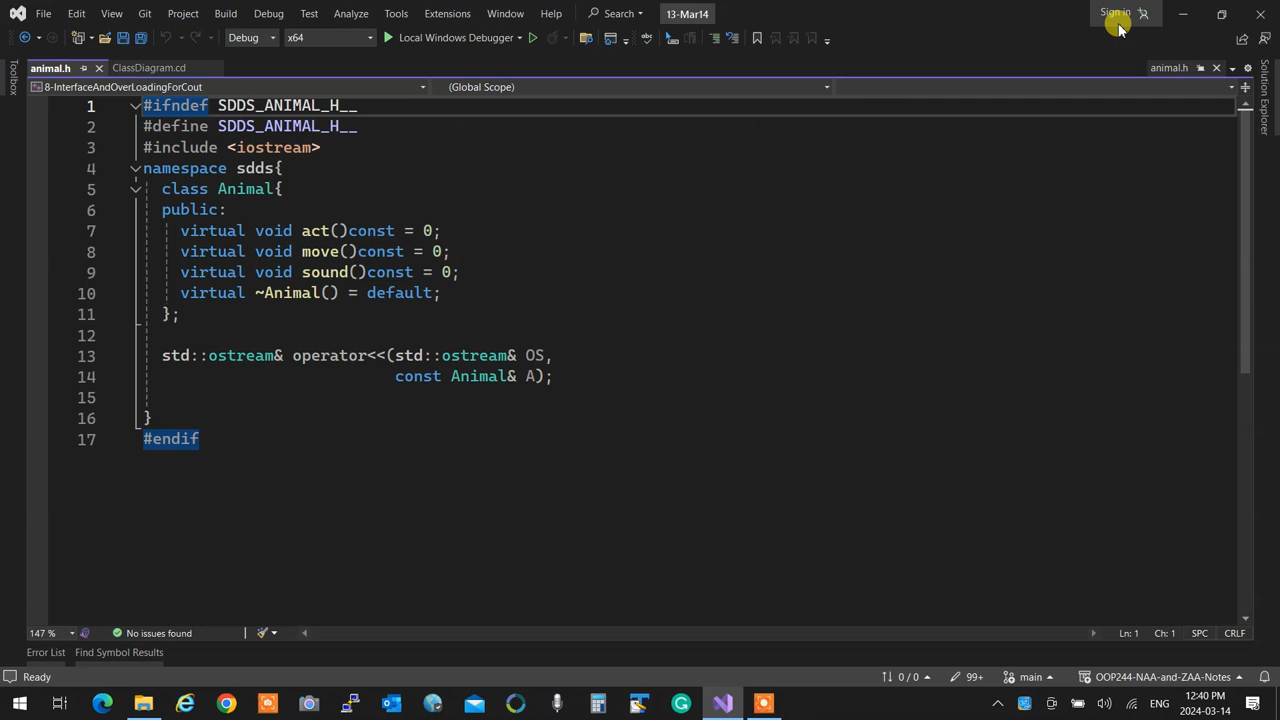 File Edit View Git Project Build Debug Test Analyze Tools Extensions Window Help Search 13-Mar14 Sign in
Debug x64 Local Windows Debugger
animal.h ClassDiagram.cd animal.h
8-InterfaceAndOverLoadingForCout (Global Scope)
Toolbox
Solution Explorer
1 #ifndef SDDS_ANIMAL_H__
2 #define SDDS_ANIMAL_H__
3 #include <iostream>
4 namespace sdds{
5 class Animal{
6 public:
7 virtual void act()const = 0;
8 virtual void move()const = 0;
9 virtual void sound()const = 0;
10 virtual ~Animal() = default;
11 };
12
13 std::ostream& operator<<(std::ostream& OS,
14 const Animal& A);
15
16 }
17 #endif
147 % No issues found Ln: 1 Ch: 1 SPC CRLF
Error List Find Symbol Results
Ready 0 / 0 99+ main OOP244-NAA-and-ZAA-Notes
ENG 12:40 PM
2024-03-14